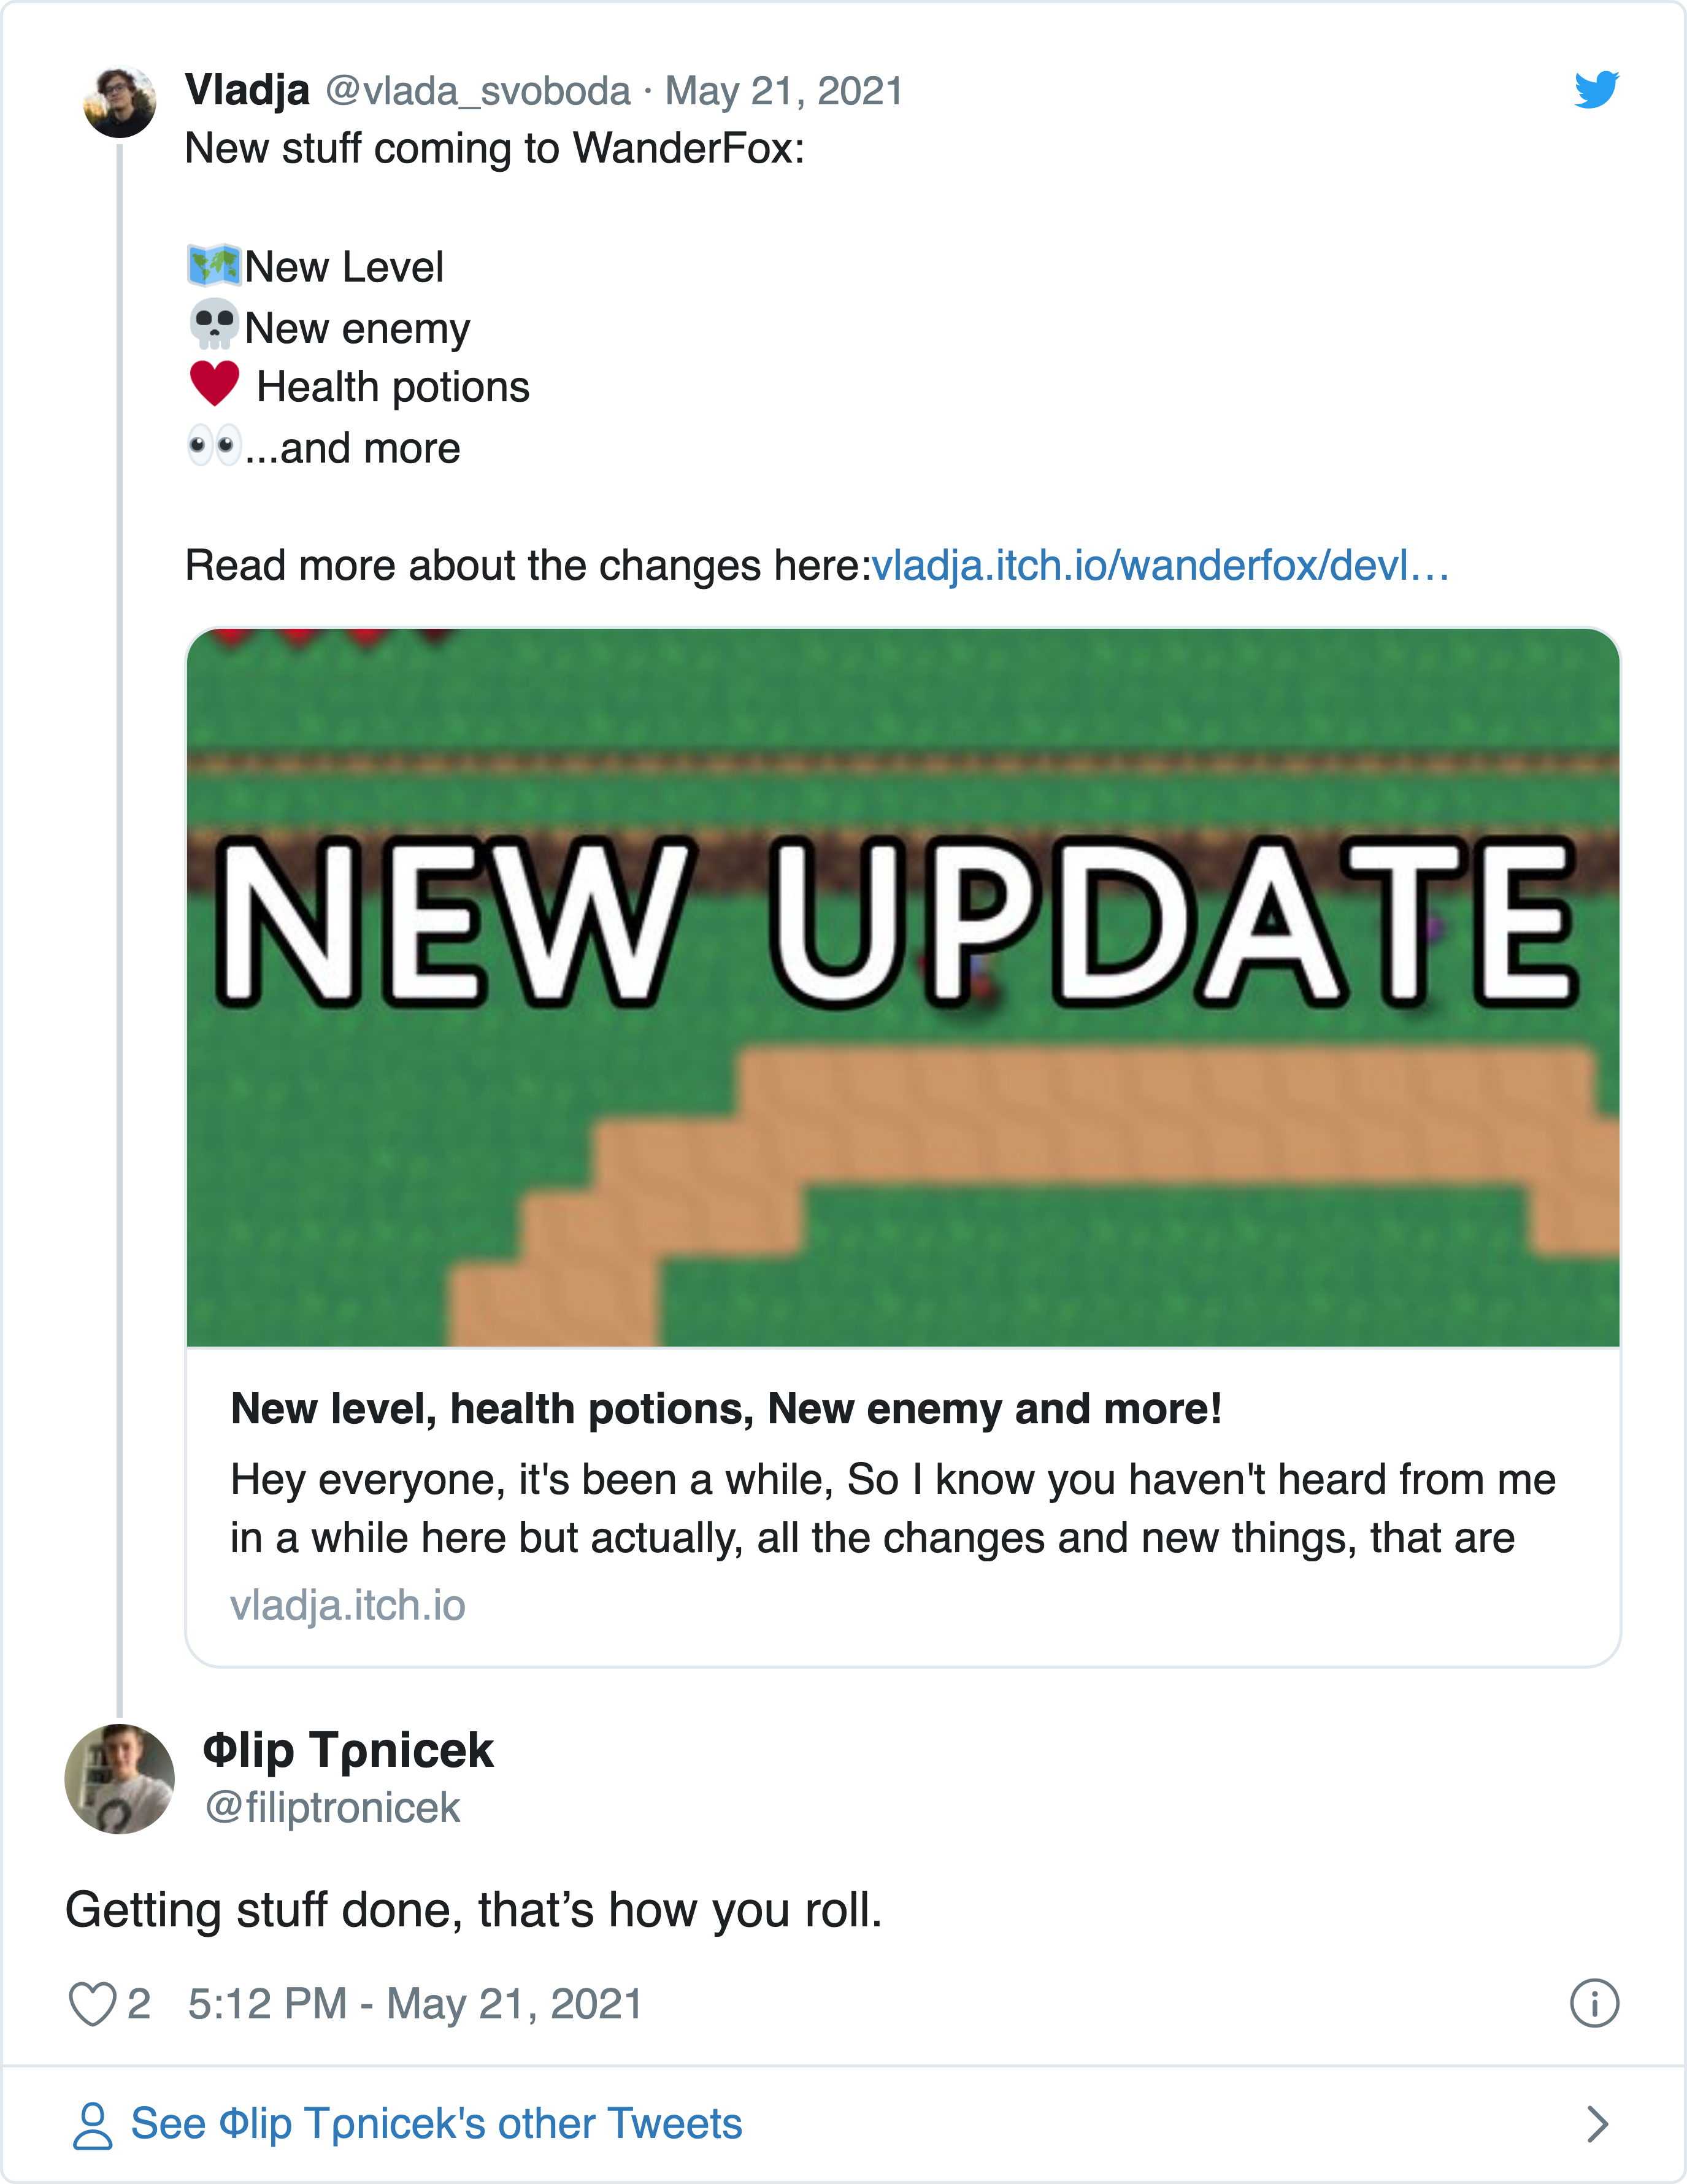 Vladja @vlada_svoboda · May 21, 2021
New stuff coming to WanderFox:
🗺️New Level
💀New enemy
❤️ Health potions
👀...and more
Read more about the changes here:vladja.itch.io/wanderfox/devl…
NEW UPDATE
New level, health potions, New enemy and more!
Hey everyone, it's been a while, So I know you haven't heard from me
in a while here but actually, all the changes and new things, that are
vladja.itch.io
Φlip Tρnicek
@filiptronicek
Getting stuff done, that’s how you roll.
2 5:12 PM - May 21, 2021
See Φlip Tρnicek's other Tweets